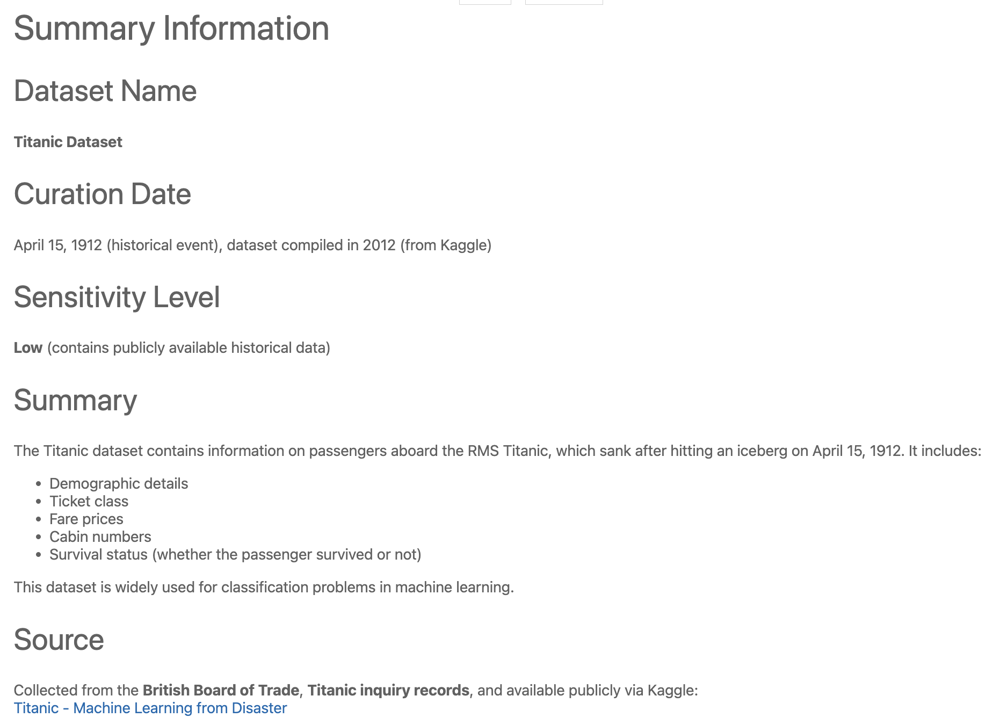 Summary Information
Dataset Name
Titanic Dataset
Curation Date
April 15, 1912 (historical event), dataset compiled in 2012 (from Kaggle)
Sensitivity Level
Low (contains publicly available historical data)
Summary
The Titanic dataset contains information on passengers aboard the RMS Titanic, which sank after hitting an iceberg on April 15, 1912. It includes:
• Demographic details
• Ticket class
• Fare prices
• Cabin numbers
• Survival status (whether the passenger survived or not)
This dataset is widely used for classification problems in machine learning.
Source
Collected from the British Board of Trade, Titanic inquiry records, and available publicly via Kaggle:
Titanic - Machine Learning from Disaster